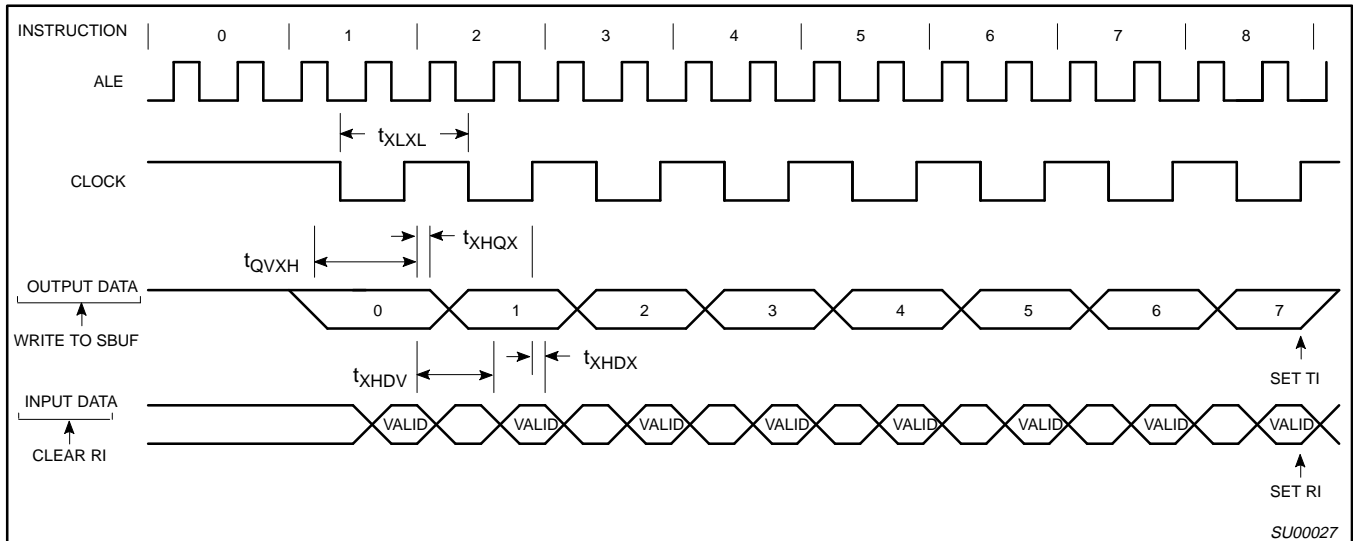 INSTRUCTION 0 1 2 3 4 5 6 7 8
ALE
tXLXL
CLOCK
tXHQX
tQVXH
OUTPUT DATA
0 1 2 3 4 5 6 7
WRITE TO SBUF
tXHDX
tXHDV
SET TI
INPUT DATA
VALID VALID VALID VALID VALID VALID VALID VALID
CLEAR RI
SET RI
SU00027